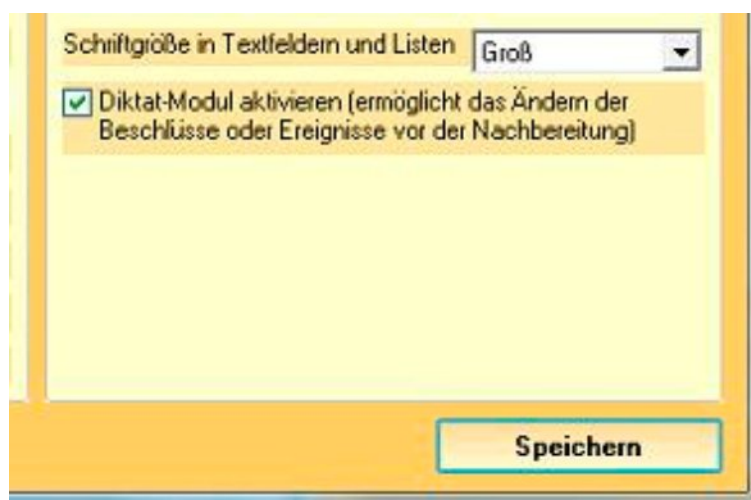 Schriftgröße in Textfeldern und Listen Groß
Diktat-Modul aktivieren (ermöglicht das Ändern der
Beschlüsse oder Ereignisse vor der Nachbereitung)
Speichern